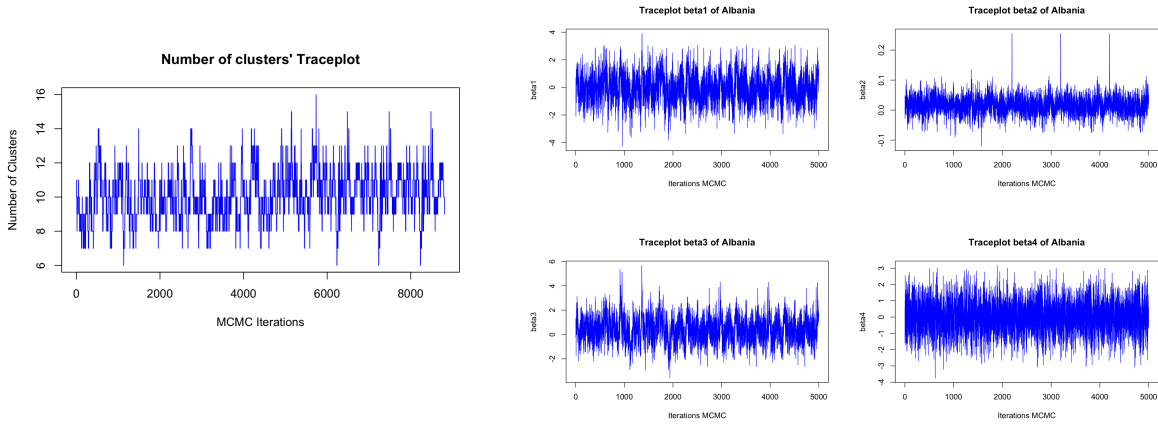 Number of clusters' Traceplot
Number of Clusters
16
14
12
10
8
6
0 2000 4000 6000 8000
MCMC Iterations
Traceplot beta1 of Albania
beta1
4
2
0
-2
-4
0 1000 2000 3000 4000 5000
Iterations MCMC
Traceplot beta2 of Albania
beta2
0.2
0.1
0.0
-0.1
0 1000 2000 3000 4000 5000
Iterations MCMC
Traceplot beta3 of Albania
beta3
6
4
2
0
-2
0 1000 2000 3000 4000 5000
Iterations MCMC
Traceplot beta4 of Albania
beta4
3
2
1
0
-1
-2
-3
-4
0 1000 2000 3000 4000 5000
Iterations MCMC